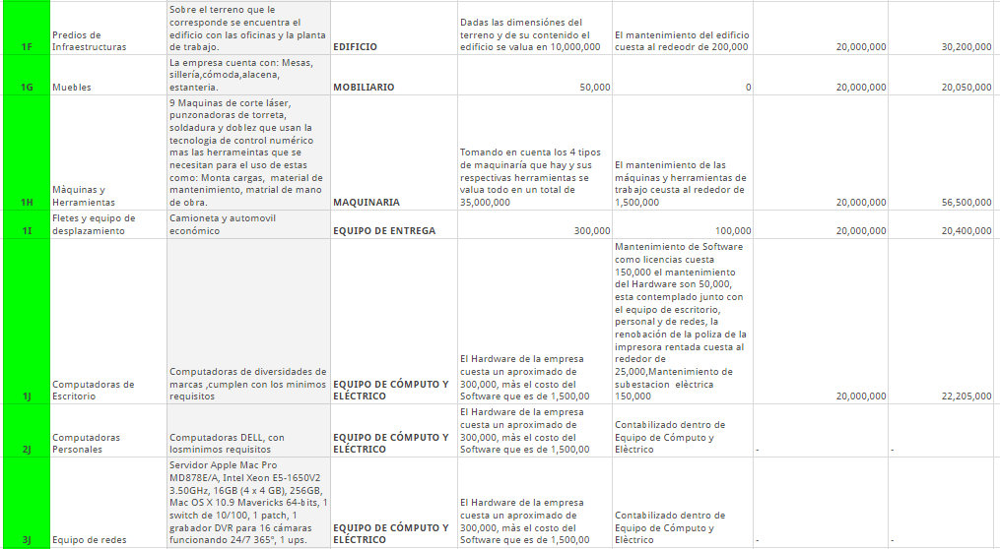 1F
Predios de
Infraestructuras
Sobre el terreno que le
corresponde se encuentra el
edificio con las oficinas y la planta
de trabajo.
EDIFICIO
Dadas las dimensiónes del
terreno y de su contenido el
edificio se valua en 10,000,000
El mantenimiento del edificio
cuesta al redeodr de 200,000
20,000,000
30,200,000
1G
Muebles
La empresa cuenta con: Mesas,
sillería,cómoda,alacena,
estantería.
MOBILIARIO
50,000
0
20,000,000
20,050,000
1H
Màquinas y
Herramientas
9 Maquinas de corte láser,
punzonadoras de torreta,
soldadura y doblez que usan la
tecnologia de control numérico
mas las herrameintas que se
necesitan para el uso de estas
como: Monta cargas,  material de
mantenimiento, matrial de mano
de obra.
MAQUINARIA
Tomando en cuenta los 4 tipos
de maquinaría que hay y sus
respectivas herramientas se
valua todo en un total de
35,000,000
El mantenimiento de las
máquinas y herramientas de
trabajo ceusta al rededor de
1,500,000
20,000,000
56,500,000
1I
Fletes y equipo de
desplazamiento
Camioneta y automovil
económico
EQUIPO DE ENTREGA
300,000
100,000
20,000,000
20,400,000
1J
Computadoras de
Escritorio
Computadoras de diversidades de
marcas ,cumplen con los minimos
requisitos
EQUIPO DE CÓMPUTO Y
ELÈCTRICO
El Hardware de la empresa
cuesta un aproximado de
300,000, màs el costo del
Software que es de 1,500,00
Mantenimiento de Software
como licencias cuesta
150,000 el mantenimiento
del Hardware son 50,000,
esta contemplado junto con
el equipo de escritorio,
personal y de redes, la
renobación de la poliza de la
impresora rentada cuesta al
rededor de
25,000,Mantenimiento de
subestacion  elèctrica
150,000
20,000,000
22,205,000
2J
Computadoras
Personales
Computadoras DELL, con
losminimos requisitos
EQUIPO DE CÓMPUTO Y
ELÈCTRICO
El Hardware de la empresa
cuesta un aproximado de
300,000, màs el costo del
Software que es de 1,500,00
Contabilizado dentro de
Equipo de Cómputo y
Elèctrico
-
-
3J
Equipo de redes
Servidor Apple Mac Pro
MD878E/A, Intel Xeon E5-1650V2
3.50GHz, 16GB (4 x 4 GB), 256GB,
Mac OS X 10.9 Mavericks 64-bits, 1
switch de 10/100, 1 patch, 1
grabador DVR para 16 cámaras
funcionando 24/7 365°, 1 ups.
EQUIPO DE CÓMPUTO Y
ELÈCTRICO
El Hardware de la empresa
cuesta un aproximado de
300,000, màs el costo del
Software que es de 1,500,00
Contabilizado dentro de
Equipo de Cómputo y
Elèctrico
-
-